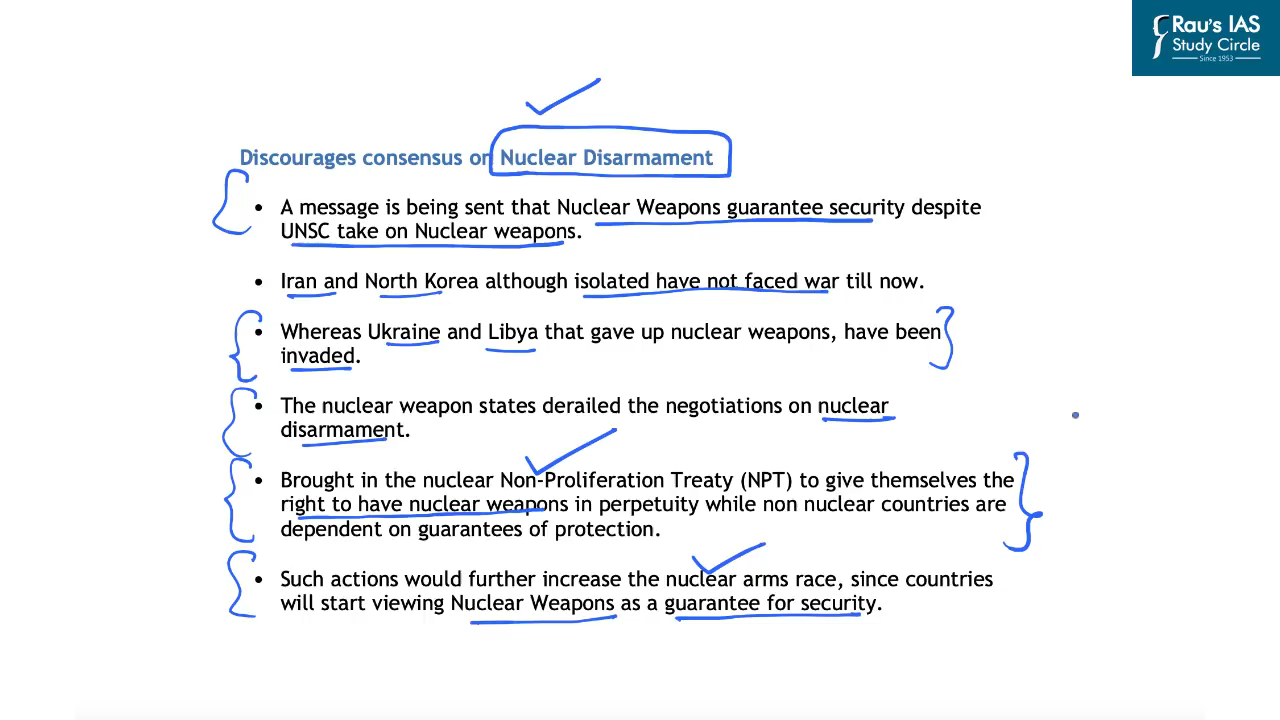 Rau's IAS
Study Circle
Since 1953
Discourages consensus on Nuclear Disarmament
• A message is being sent that Nuclear Weapons guarantee security despite
UNSC take on Nuclear weapons.
• Iran and North Korea although isolated have not faced war till now.
• Whereas Ukraine and Libya that gave up nuclear weapons, have been
invaded.
• The nuclear weapon states derailed the negotiations on nuclear
disarmament.
• Brought in the nuclear Non-Proliferation Treaty (NPT) to give themselves the
right to have nuclear weapons in perpetuity while non nuclear countries are
dependent on guarantees of protection.
• Such actions would further increase the nuclear arms race, since countries
will start viewing Nuclear Weapons as a guarantee for security.